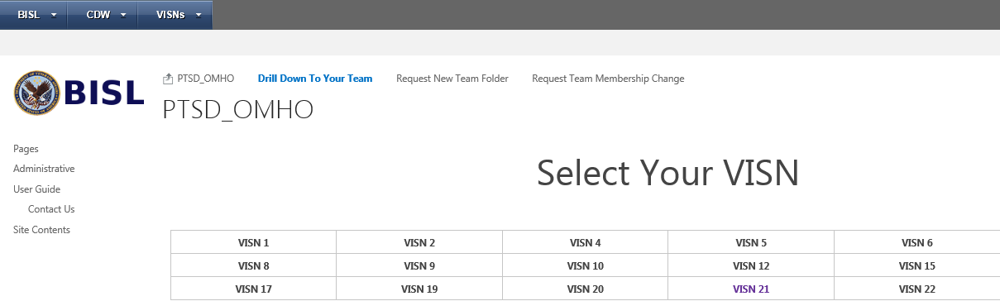 BISL CDW VISNs
BISL
PTSD_OMHO Drill Down To Your Team Request New Team Folder Request Team Membership Change
PTSD_OMHO
Pages
Administrative
User Guide
Contact Us
Site Contents
Select Your VISN
VISN 1 VISN 2 VISN 4 VISN 5 VISN 6
VISN 8 VISN 9 VISN 10 VISN 12 VISN 15
VISN 17 VISN 19 VISN 20 VISN 21 VISN 22